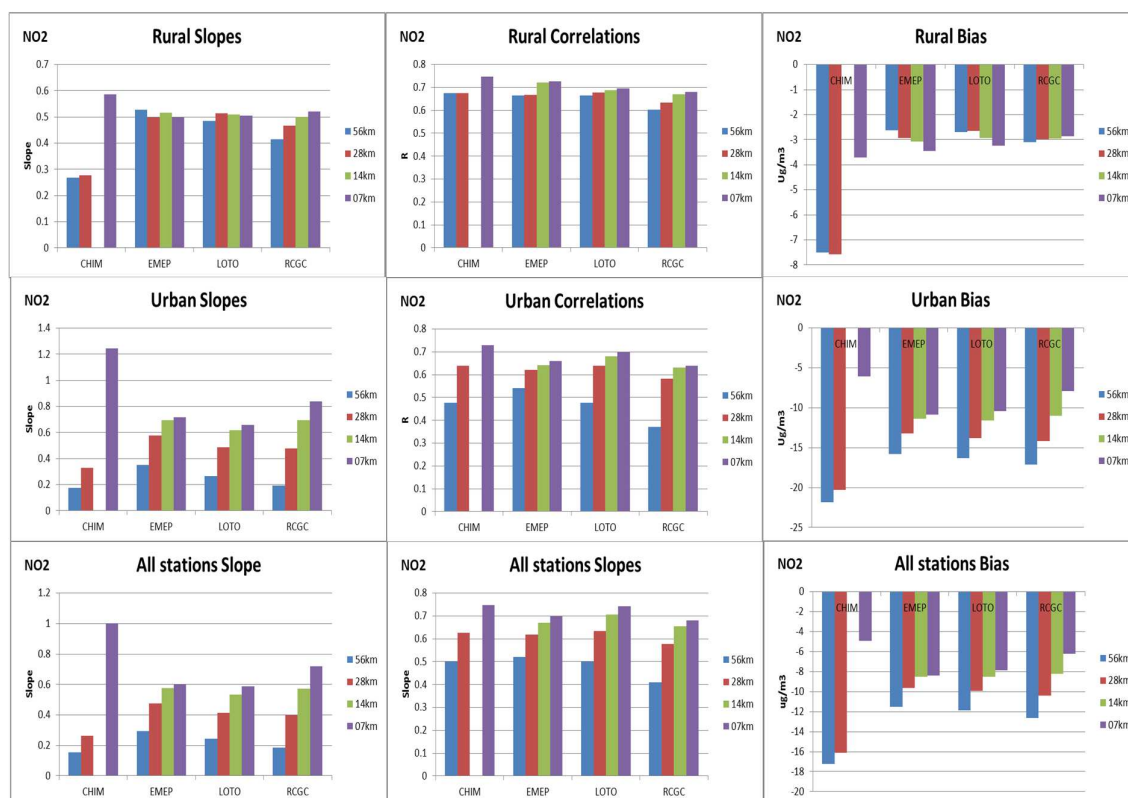 NO2
Rural Slopes
0.7
0.6
0.5
0.4
0.3
0.2
0.1
0
Slope
CHIM EMEP LOTO RCGC
56km
28km
14km
07km
NO2
Rural Correlations
0.8
0.7
0.6
0.5
0.4
0.3
0.2
0.1
0
R
CHIM EMEP LOTO RCGC
56km
28km
14km
07km
NO2
Rural Bias
0
-1
-2
-3
-4
-5
-6
-7
-8
Ug/m3
CHIM EMEP LOTO RCGC
56km
28km
14km
07km
NO2
Urban Slopes
1.4
1.2
1
0.8
0.6
0.4
0.2
0
Slope
CHIM EMEP LOTO RCGC
56km
28km
14km
07km
NO2
Urban Correlations
0.8
0.7
0.6
0.5
0.4
0.3
0.2
0.1
0
R
CHIM EMEP LOTO RCGC
56km
28km
14km
07km
NO2
Urban Bias
0
-5
-10
-15
-20
-25
Ug/m3
CHIM EMEP LOTO RCGC
56km
28km
14km
07km
NO2
All stations Slope
1.2
1
0.8
0.6
0.4
0.2
0
Slope
CHIM EMEP LOTO RCGC
56km
28km
14km
07km
NO2
All stations Slopes
0.8
0.7
0.6
0.5
0.4
0.3
0.2
0.1
0
Slope
CHIM EMEP LOTO RCGC
56km
28km
14km
07km
NO2
All stations Bias
0
-2
-4
-6
-8
-10
-12
-14
-16
-18
-20
ug/m3
CHIM EMEP LOTO RCGC
56km
28km
14km
07km